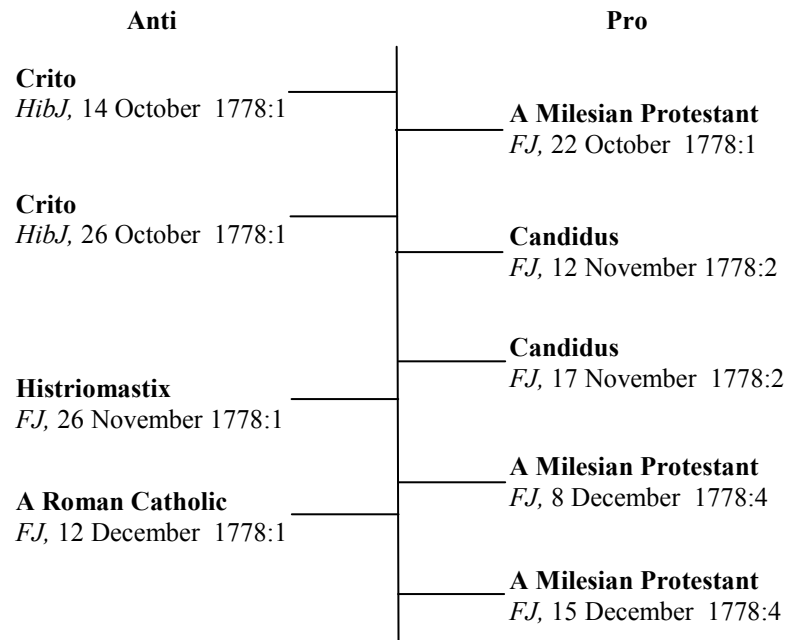 Anti
Pro
Crito
HibJ, 14 October 1778:1
A Milesian Protestant
FJ, 22 October 1778:1
Crito
HibJ, 26 October 1778:1
Candidus
FJ, 12 November 1778:2
Candidus
FJ, 17 November 1778:2
Histriomastix
FJ, 26 November 1778:1
A Milesian Protestant
FJ, 8 December 1778:4
A Roman Catholic
FJ, 12 December 1778:1
A Milesian Protestant
FJ, 15 December 1778:4